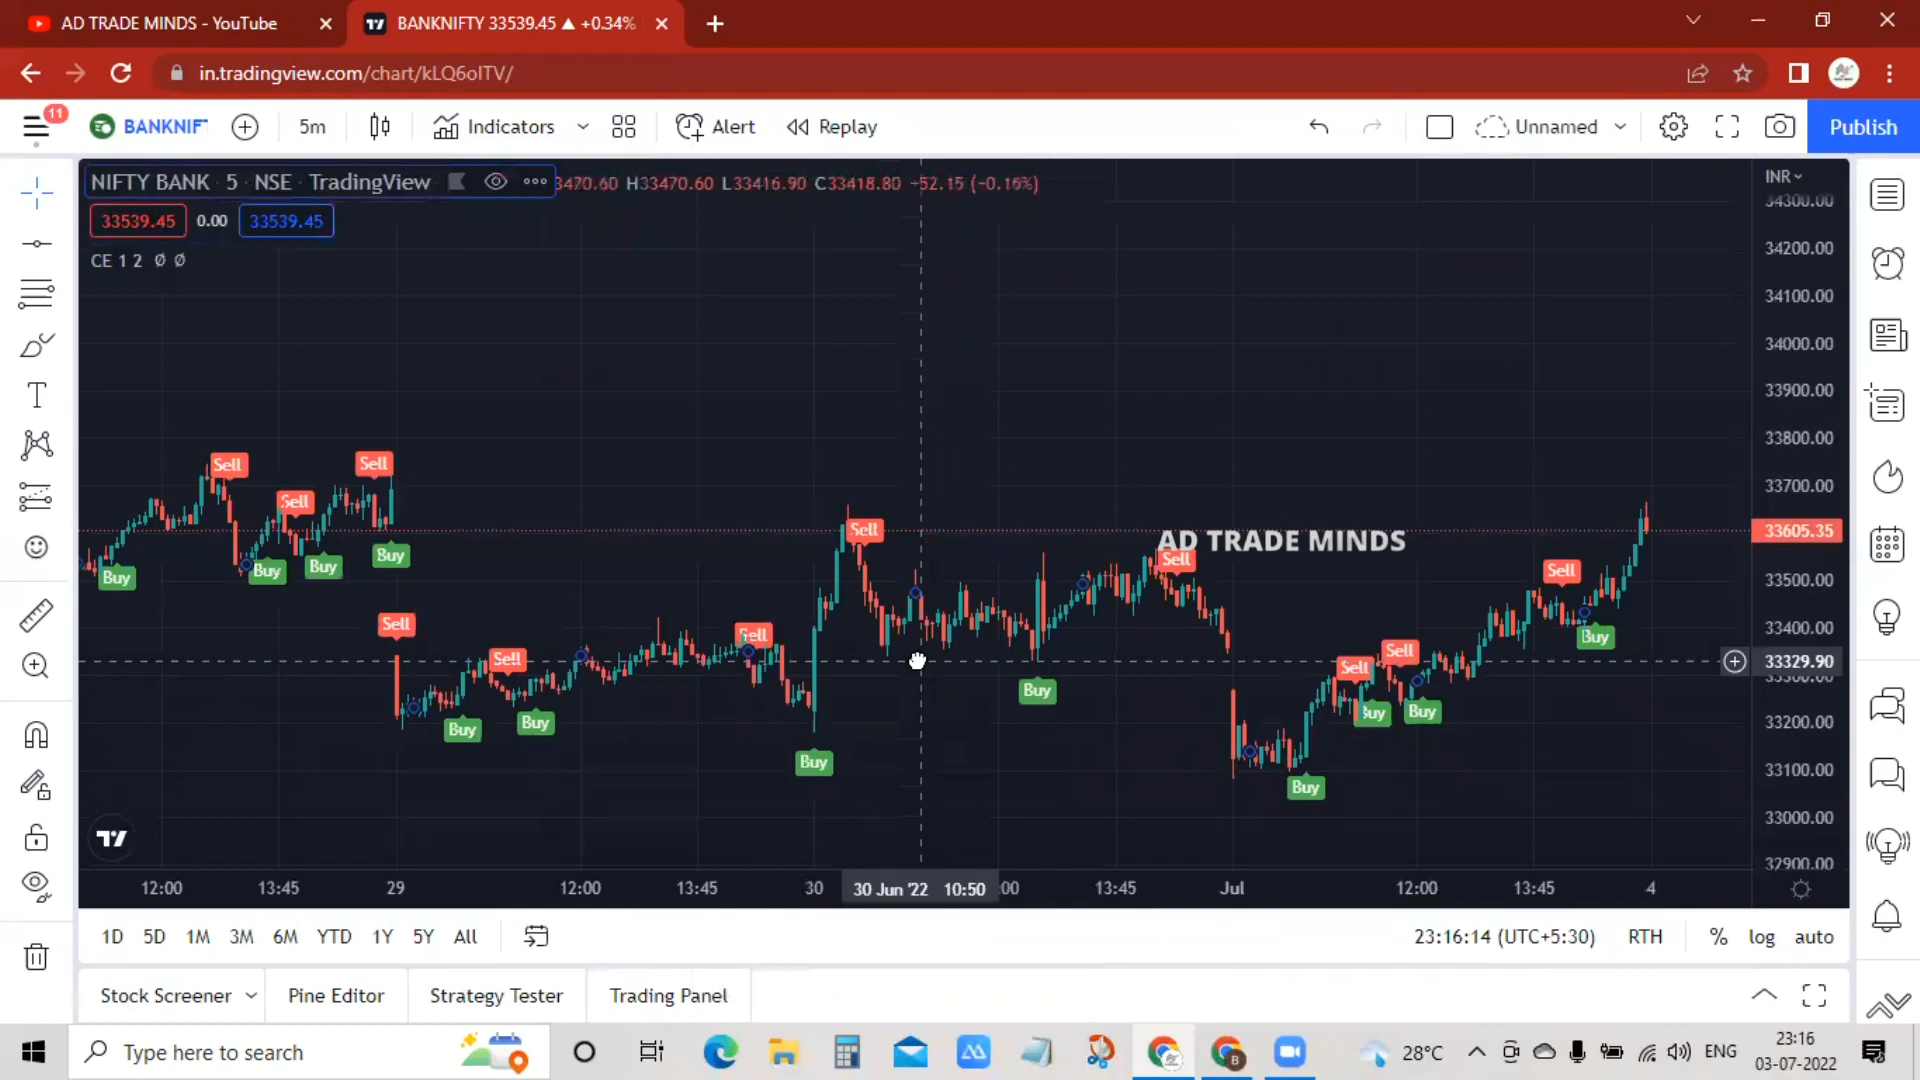 AD TRADE MINDS - YouTube
BANKNIFTY 33539.45 ▲ +0.34%
in.tradingview.com/chart/kLQ6oITV/
11
BANKNIF
5m
Indicators
Alert
Replay
Unnamed
Publish
NIFTY BANK 5 NSE TradingView
H33470.60 L33416.90 C33418.80 −52.15 (−0.16%)
INR
33539.45 0.00 33539.45
CE 1 2 Ø Ø
34300.00
34200.00
34100.00
34000.00
33900.00
33800.00
33700.00
33605.35
33500.00
33400.00
33329.90
33300.00
33200.00
33100.00
33000.00
32900.00
Sell
Sell
Sell
Buy
Buy
Buy
Buy
Sell
Sell
Buy
Buy
Sell
Buy
Sell
Buy
AD TRADE MINDS
Sell
Buy
Sell
Buy
Sell
Buy
Sell
Buy
12:00 13:45 29 12:00 13:45 30 30 Jun '22 10:50 :00 13:45 Jul 12:00 13:45 4
1D 5D 1M 3M 6M YTD 1Y 5Y All
23:16:14 (UTC+5:30) RTH % log auto
Stock Screener Pine Editor Strategy Tester Trading Panel
Type here to search
28°C
ENG
23:16
03-07-2022